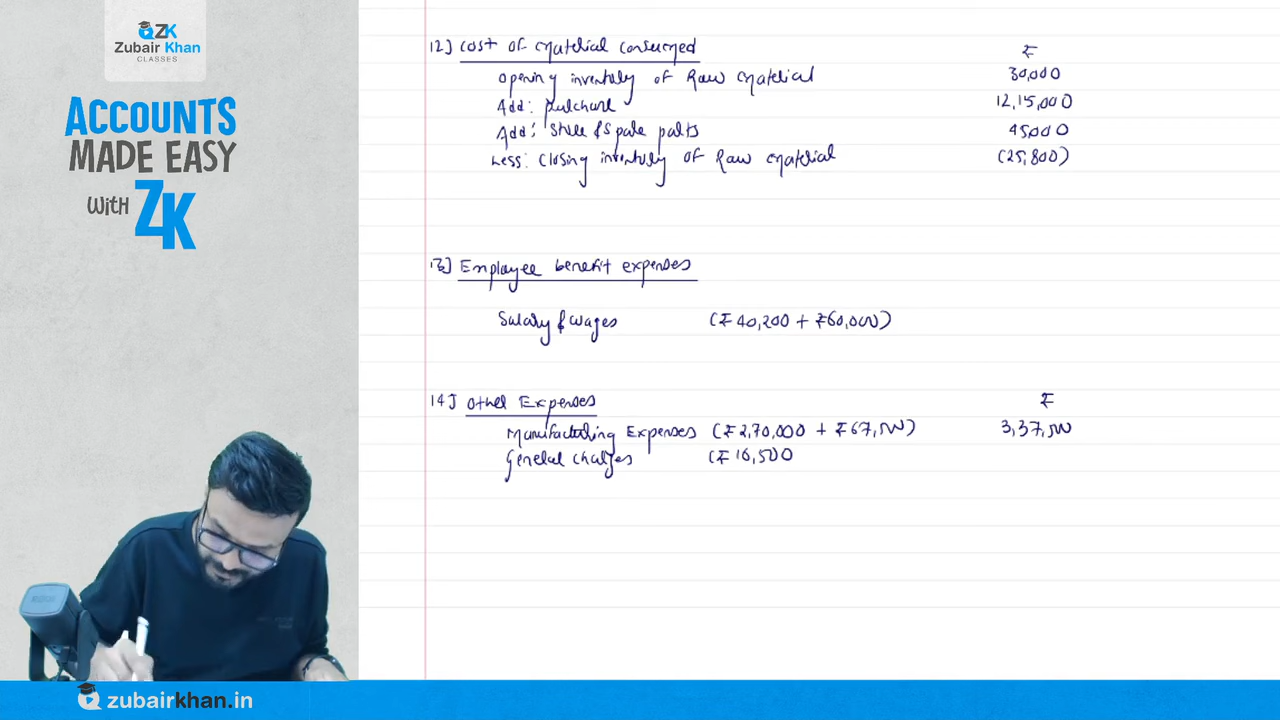 ZK
Zubair Khan
CLASSES
ACCOUNTS
MADE EASY
WITH ZK
12] Cost of Material Consumed ₹
Opening inventory of Raw Material 30,000
Add: purchase 12,15,000
Add: Store & spare parts 45,000
Less: Closing inventory of Raw Material (25,800)
13] Employee benefit expenses
Salary & wages (₹ 40,200 + ₹60,000)
14] Other Expenses ₹
Manufacturing Expenses (₹ 2,70,000 + ₹67,500) 3,37,500
General charges (₹ 16,500
zubairkhan.in